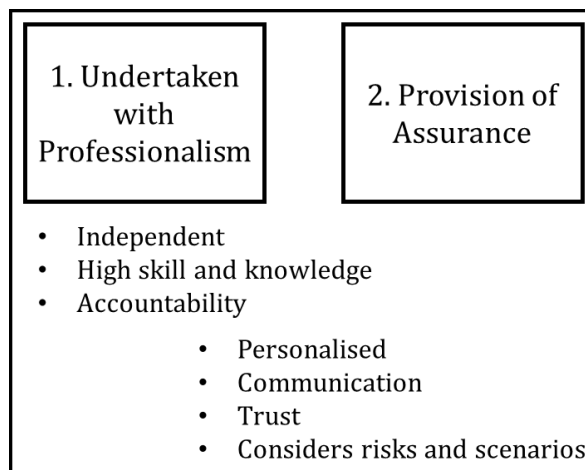 1. Undertaken
with
Professionalism
2. Provision of
Assurance
• Independent
• High skill and knowledge
• Accountability
• Personalised
• Communication
• Trust
• Considers risks and scenarios